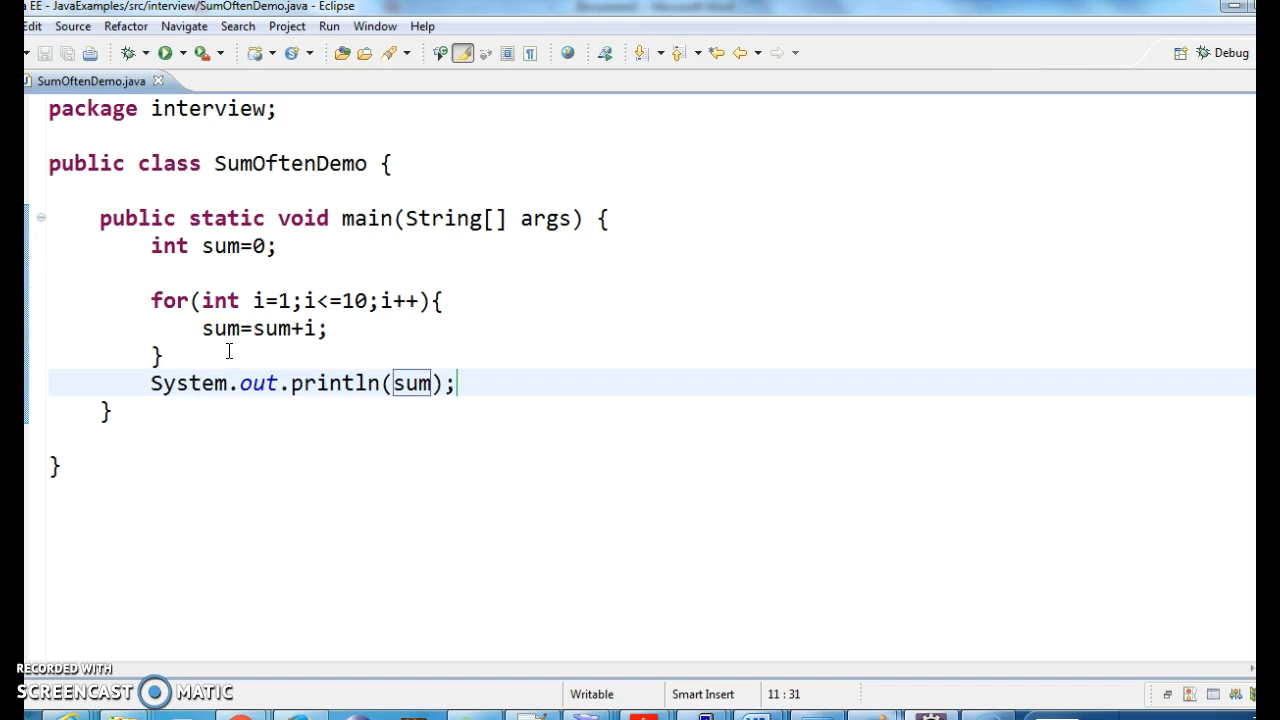 EE - JavaExamples/src/interview/SumOftenDemo.java - Eclipse
Edit Source Refactor Navigate Search Project Run Window Help
Debug
SumOftenDemo.java
package interview;
public class SumOftenDemo {
public static void main(String[] args) {
int sum=0;
for(int i=1;i<=10;i++){
sum=sum+i;
}
System.out.println(sum);
}
}
RECORDED WITH
SCREENCAST MATIC
Writable Smart Insert 11 : 31